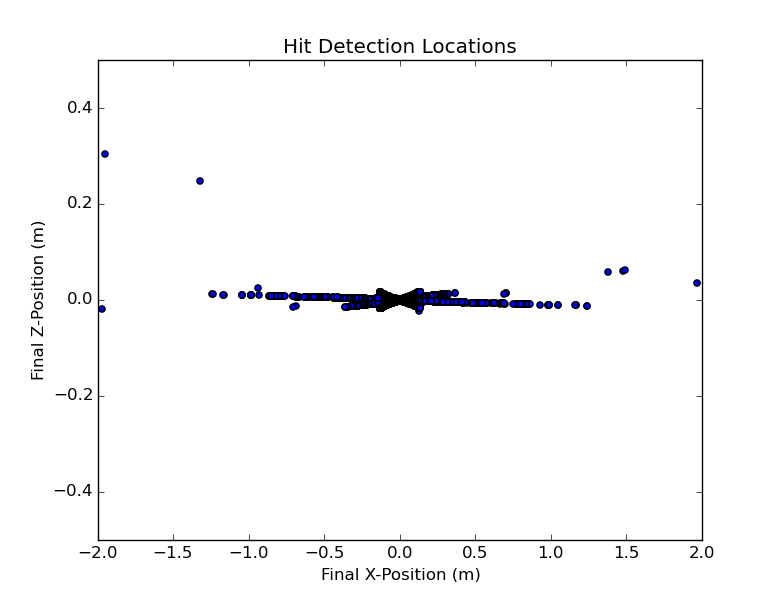 Hit Detection Locations
Final Z-Position (m)
0.4
0.2
0.0
−0.2
−0.4
−2.0 −1.5 −1.0 −0.5 0.0 0.5 1.0 1.5 2.0
Final X-Position (m)